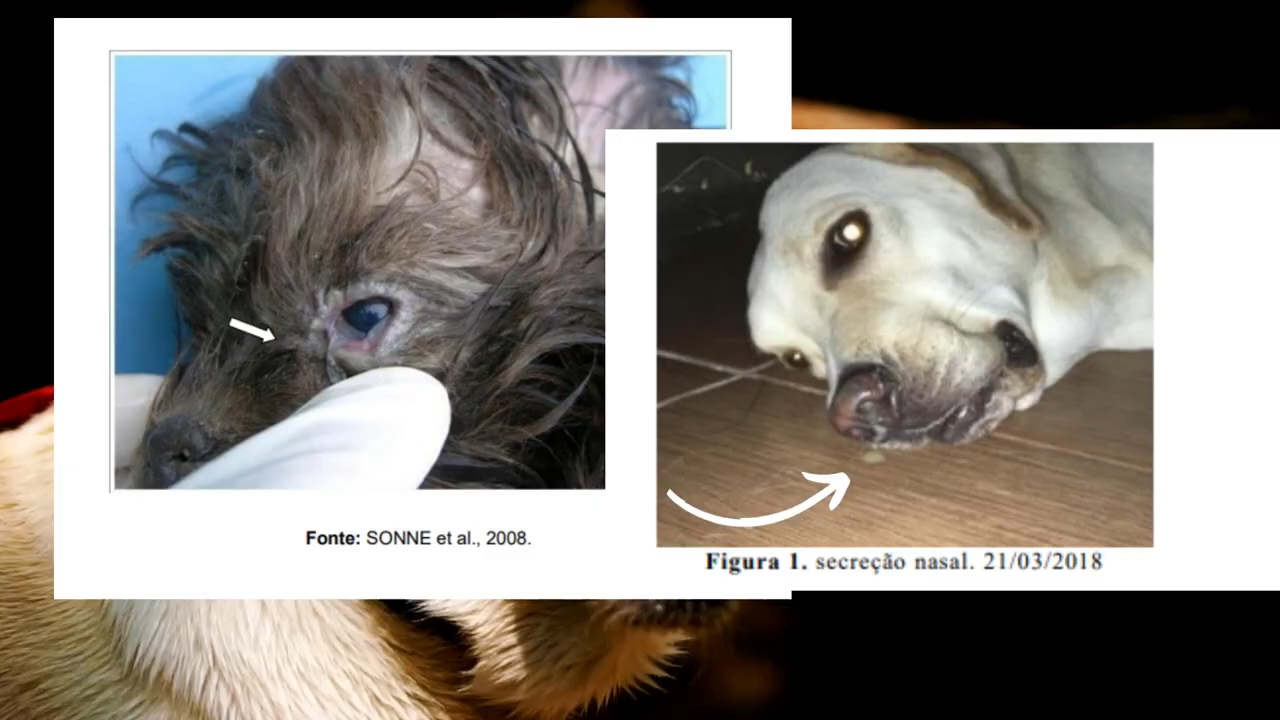 Fonte: SONNE et al., 2008.
Figura 1. secreção nasal. 21/03/2018